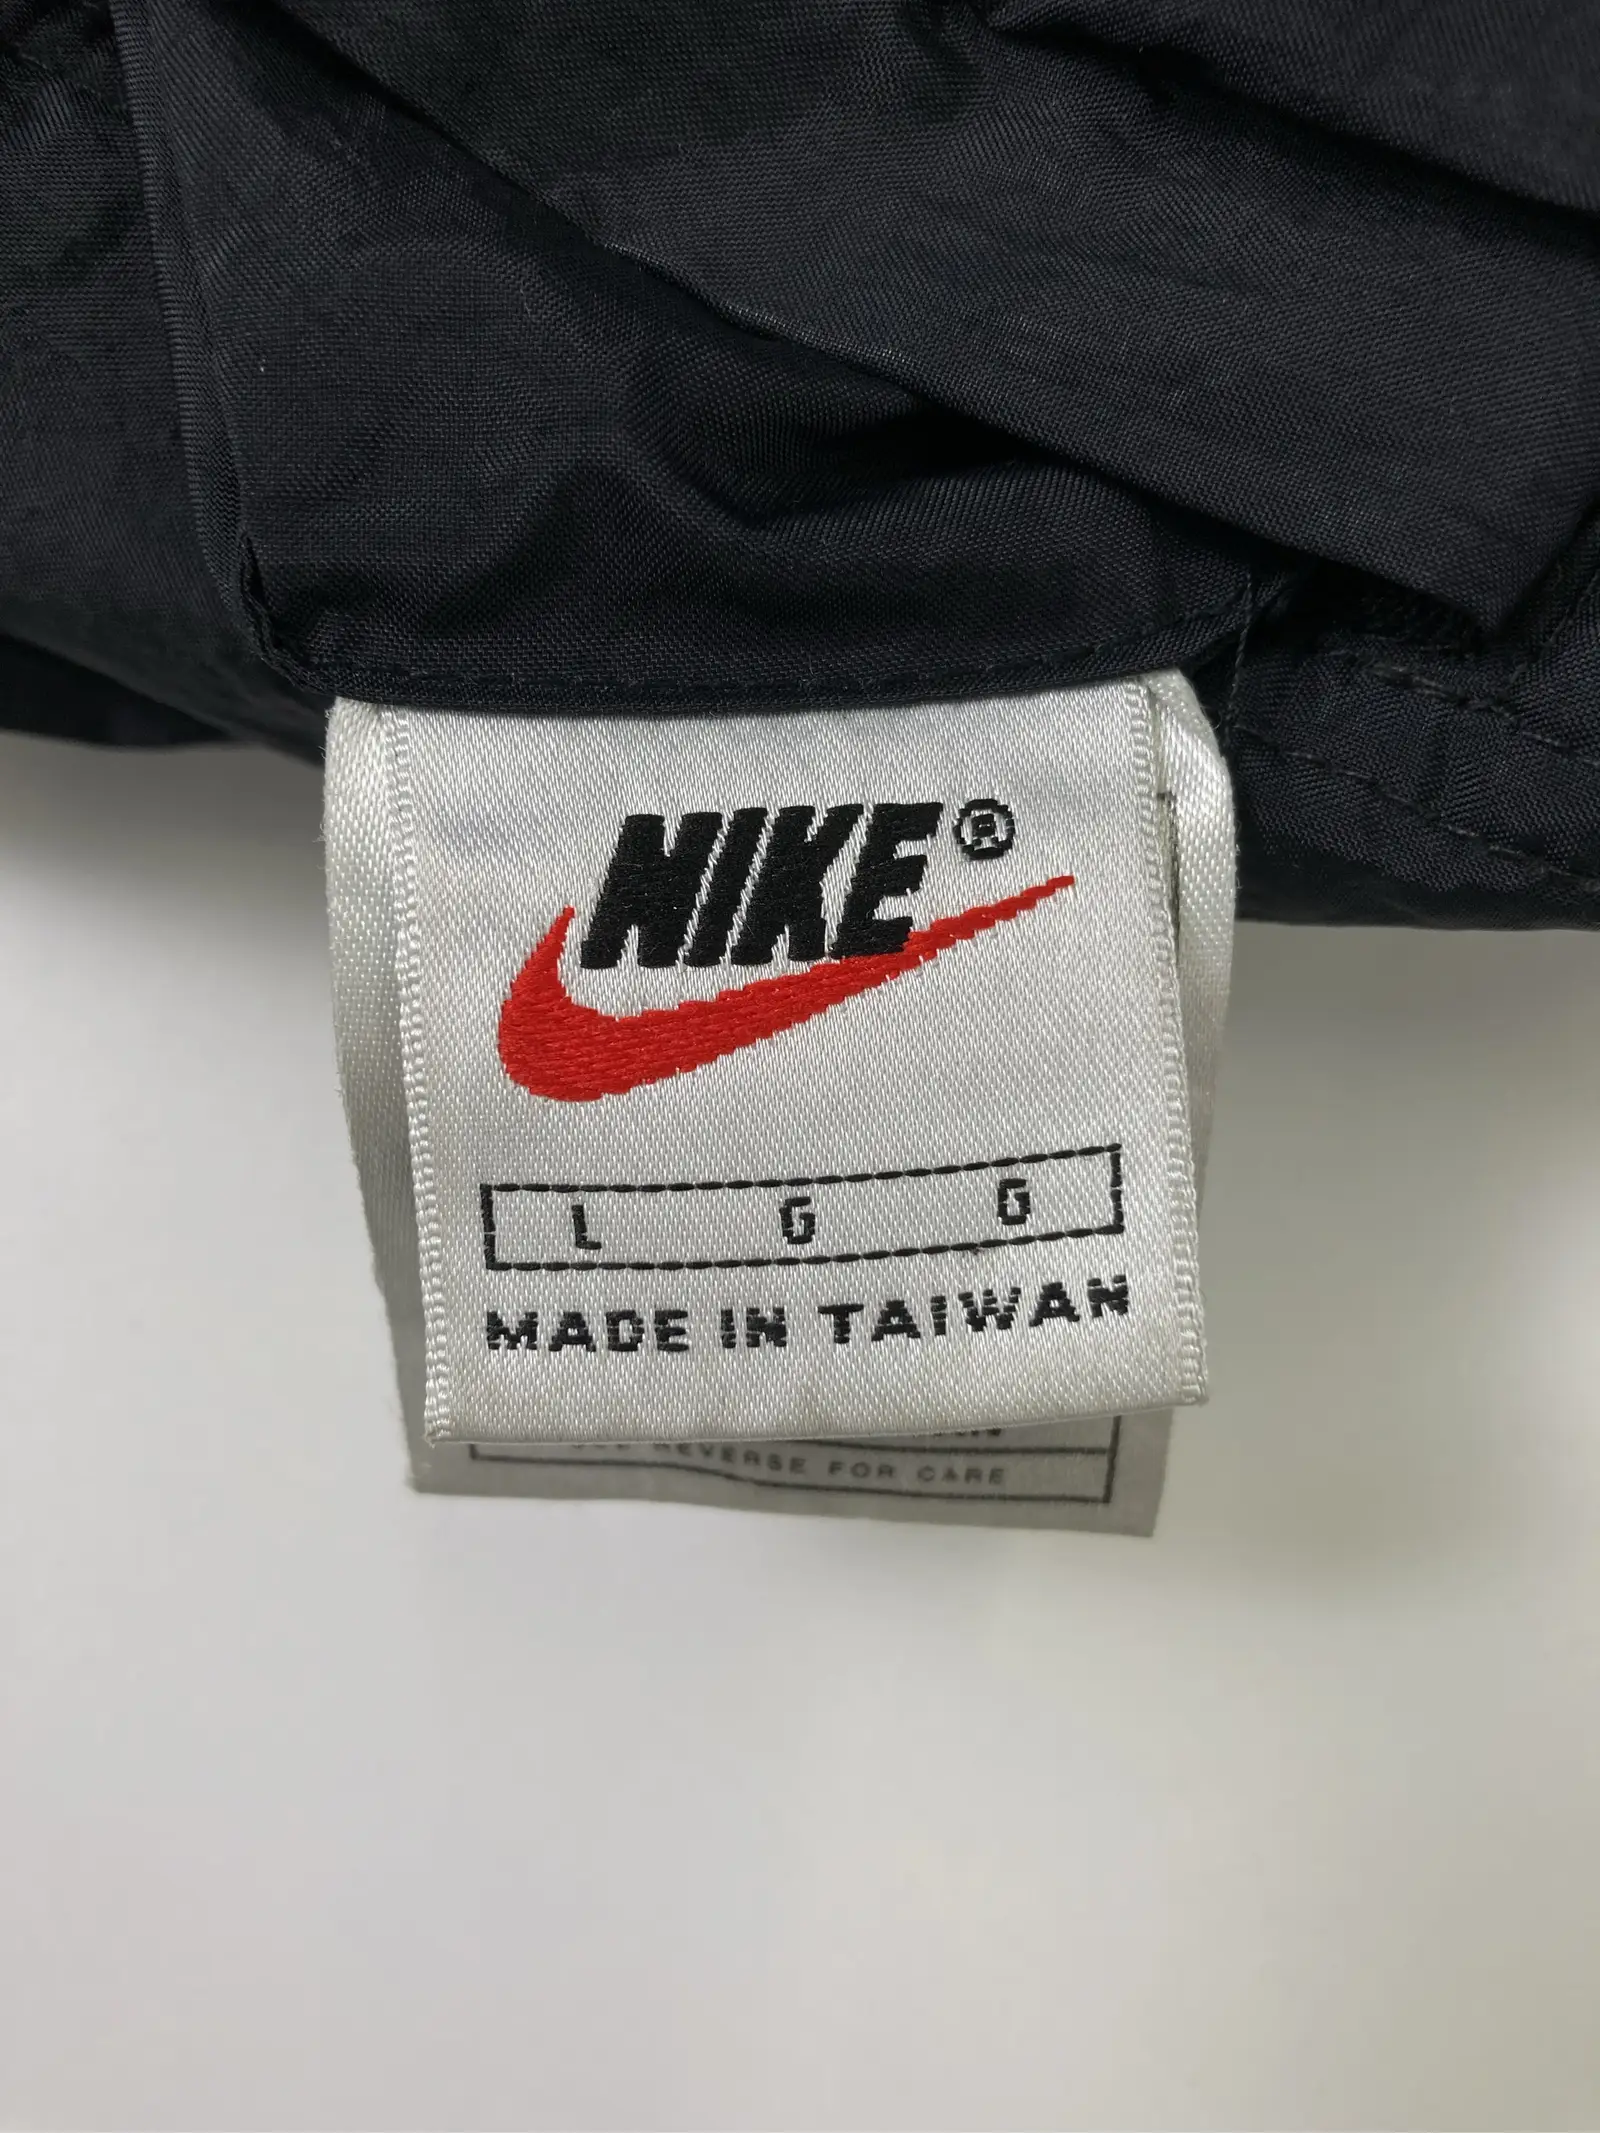 NIKE®
L G G
MADE IN TAIWAN
REVERSE FOR CARE